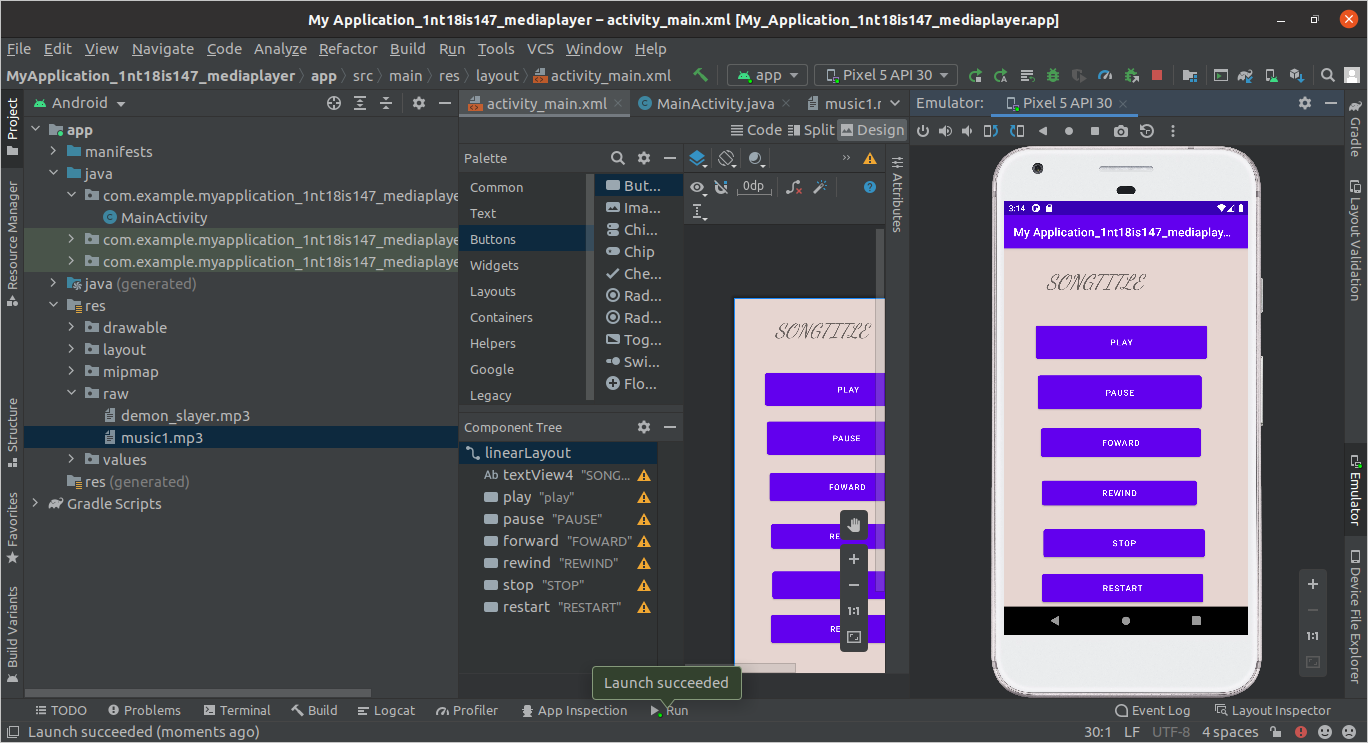 My Application_1nt18is147_mediaplayer – activity_main.xml [My_Application_1nt18is147_mediaplayer.app]
File Edit View Navigate Code Analyze Refactor Build Run Tools VCS Window Help
MyApplication_1nt18is147_mediaplayer app src main res layout activity_main.xml app Pixel 5 API 30
Project
Resource Manager
Structure
Favorites
Build Variants
Android
app
manifests
java
com.example.myapplication_1nt18is147_mediaplaye
MainActivity
com.example.myapplication_1nt18is147_mediaplaye
com.example.myapplication_1nt18is147_mediaplaye
java (generated)
res
drawable
layout
mipmap
raw
demon_slayer.mp3
music1.mp3
values
res (generated)
Gradle Scripts
activity_main.xml MainActivity.java music1.r
Code Split Design
Palette
Common
Text
Buttons
Widgets
Layouts
Containers
Helpers
Google
Legacy
But...
Ima...
Chi...
Chip
Che...
Rad...
Rad...
Tog...
Swi...
Flo...
Component Tree
linearLayout
Ab textView4 "SONG...
play "play"
pause "PAUSE"
forward "FOWARD"
rewind "REWIND"
stop "STOP"
restart "RESTART"
0dp
Attributes
SONGTITLE
PLAY
PAUSE
FOWARD
RE
RE
1:1
Emulator: Pixel 5 API 30
3:14
My Application_1nt18is147_mediaplay...
SONGTITLE
PLAY
PAUSE
FOWARD
REWIND
STOP
RESTART
1:1
Gradle
Layout Validation
Emulator
Device File Explorer
Launch succeeded
TODO Problems Terminal Build Logcat Profiler App Inspection Run Event Log Layout Inspector
Launch succeeded (moments ago) 30:1 LF UTF-8 4 spaces